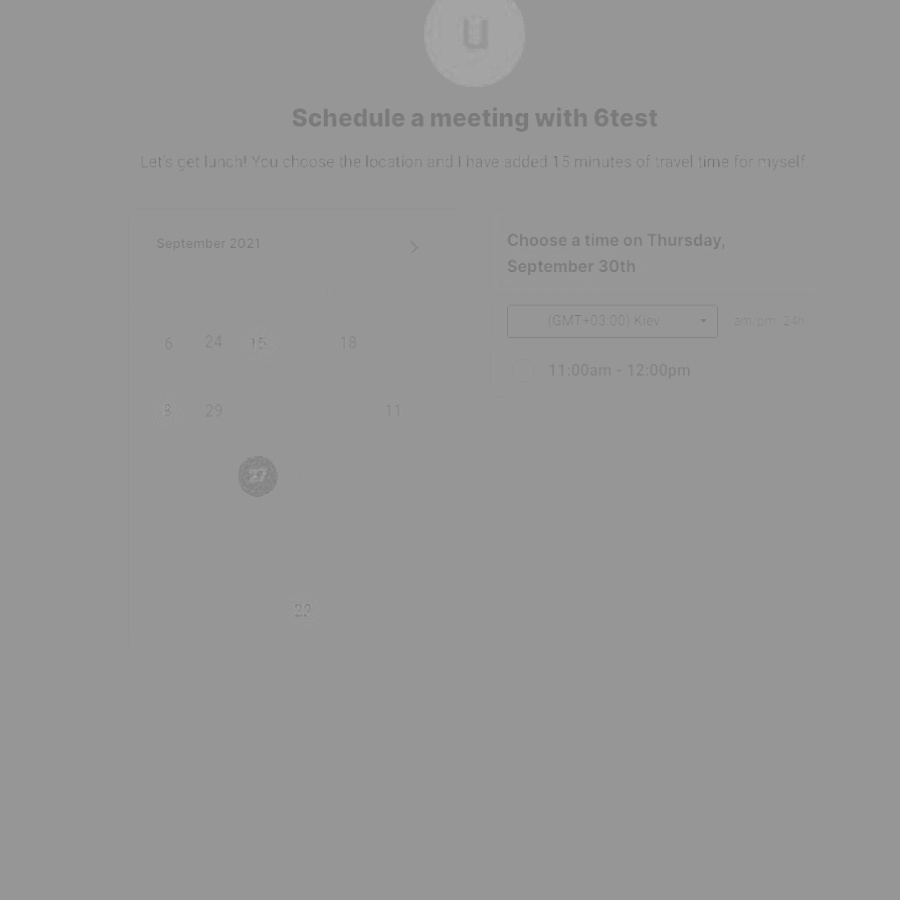 u
Schedule a meeting with 6test
Let's get lunch! You choose the location and I have added 15 minutes of travel time for myself.
September 2021
Choose a time on Thursday,
September 30th
(GMT+03:00) Kiev
am/pm 24h
6 24 15 18
11:00am - 12:00pm
29 11
27
22